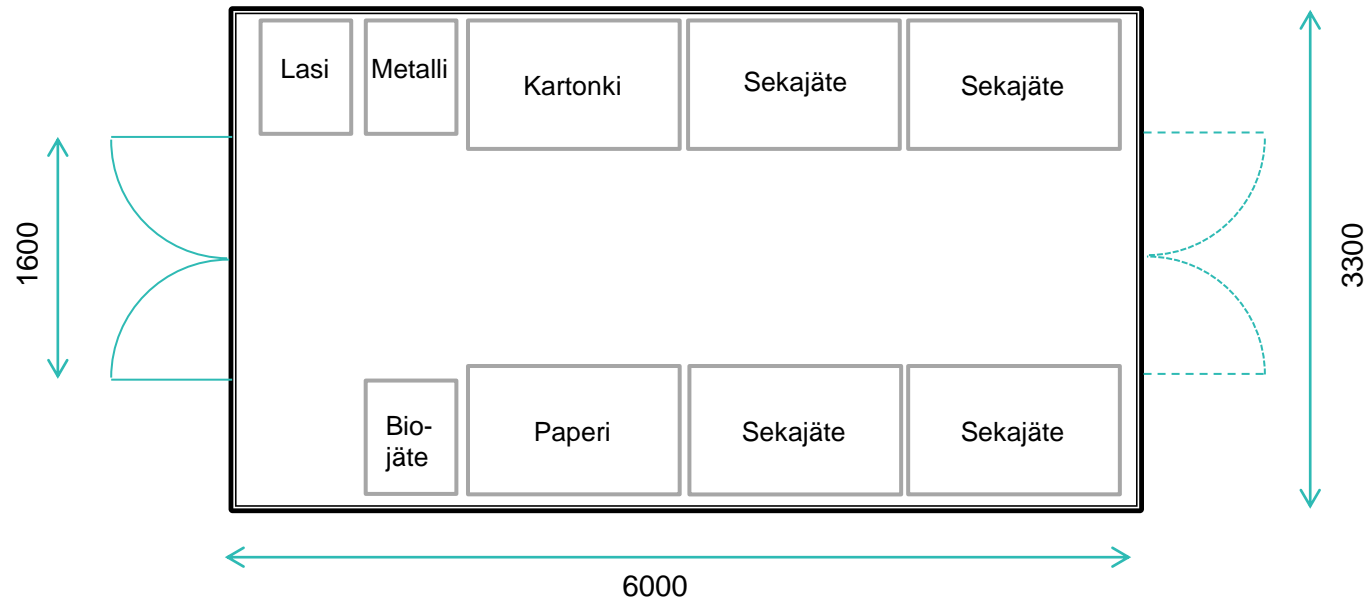 Lasi
Metalli
Kartonki
Sekajäte
Sekajäte
1600
3300
Bio-
jäte
Paperi
Sekajäte
Sekajäte
6000